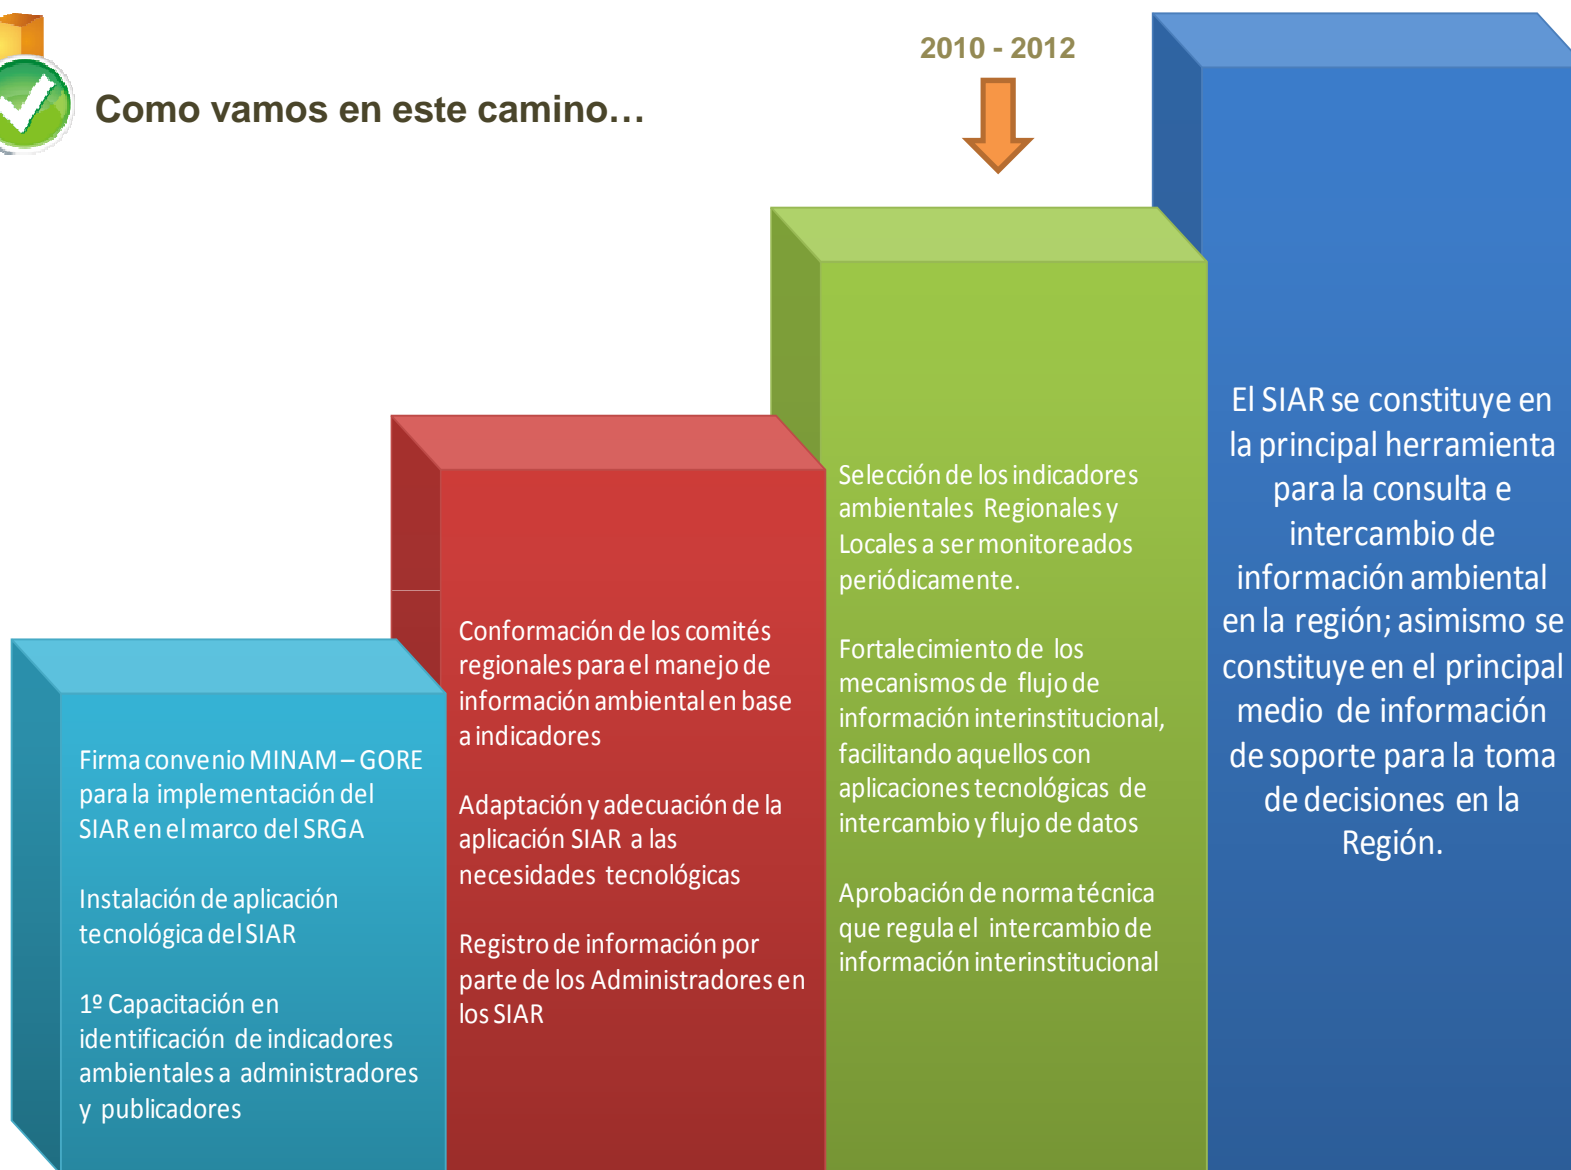 2010 - 2012
Como vamos en este camino…
Firma convenio MINAM – GORE
para la implementación del
SIAR en el marco del SRGA
Instalación de aplicación
tecnológica del SIAR
1º Capacitación en
identificación de indicadores
ambientales a administradores
y publicadores
Conformación de los comités
regionales para el manejo de
información ambiental en base
a indicadores
Adaptación y adecuación de la
aplicación SIAR a las
necesidades tecnológicas
Registro de información por
parte de los Administradores en
los SIAR
Selección de los indicadores
ambientales Regionales y
Locales a ser monitoreados
periódicamente.
Fortalecimiento de los
mecanismos de flujo de
información interinstitucional,
facilitando aquellos con
aplicaciones tecnológicas de
intercambio y flujo de datos
Aprobación de norma técnica
que regula el intercambio de
información interinstitucional
El SIAR se constituye en
la principal herramienta
para la consulta e
intercambio de
información ambiental
en la región; asimismo se
constituye en el principal
medio de información
de soporte para la toma
de decisiones en la
Región.